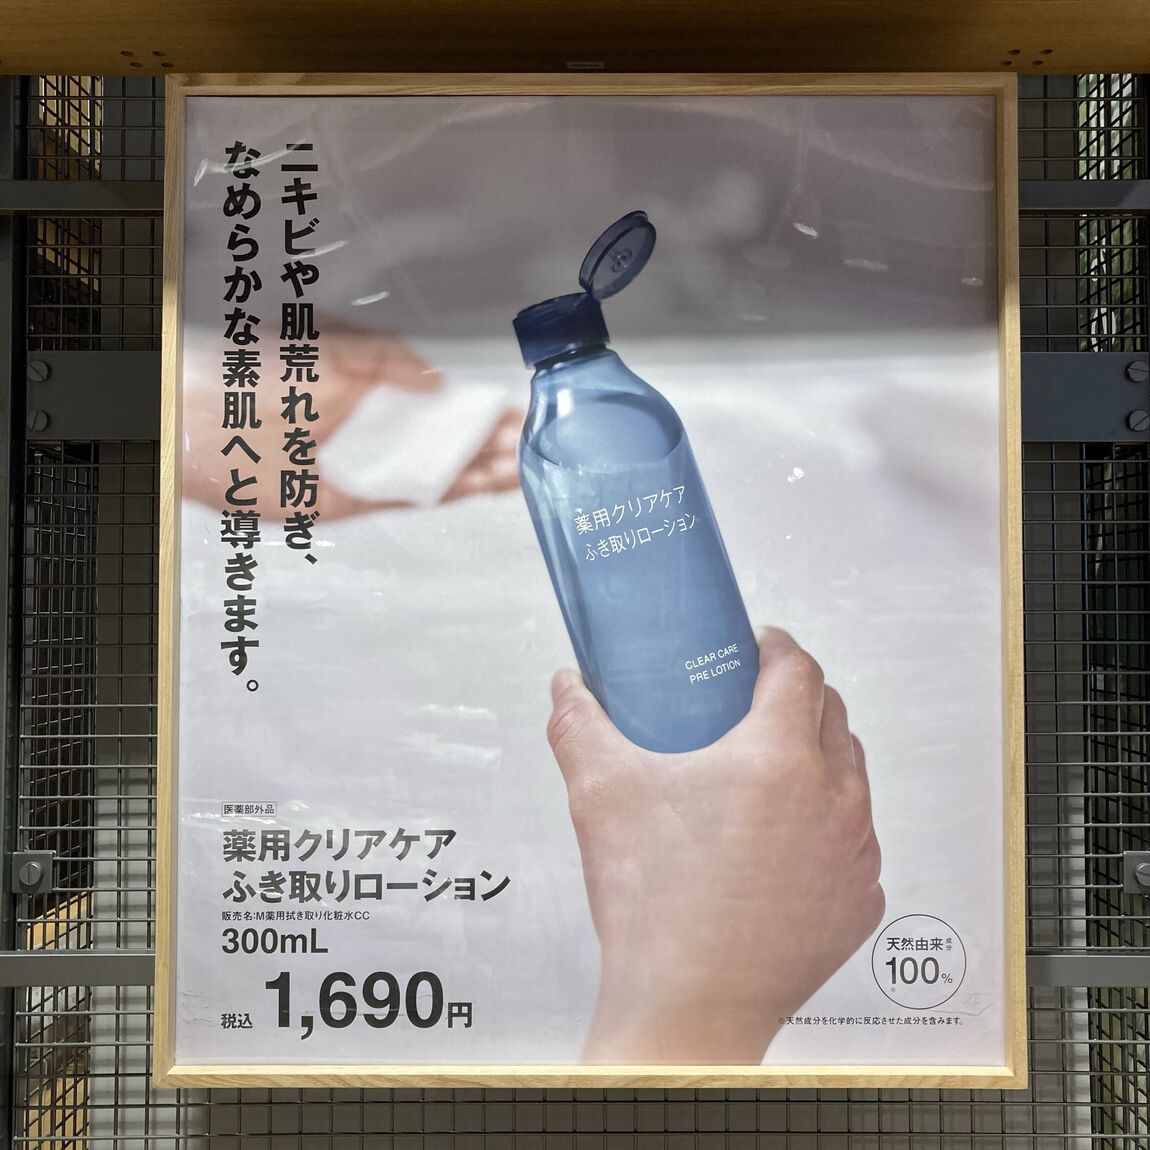 ニキビや肌荒れを防ぎ、
なめらかな素肌へと導きます。
薬用クリアケア
ふき取りローション
CLEAR CARE
PRE LOTION
医薬部外品
薬用クリアケア
ふき取りローション
販売名:M薬用拭き取り化粧水CC
300mL
税込 1,690円
天然由来成分
100%
※
※天然成分を化学的に反応させた成分を含みます。